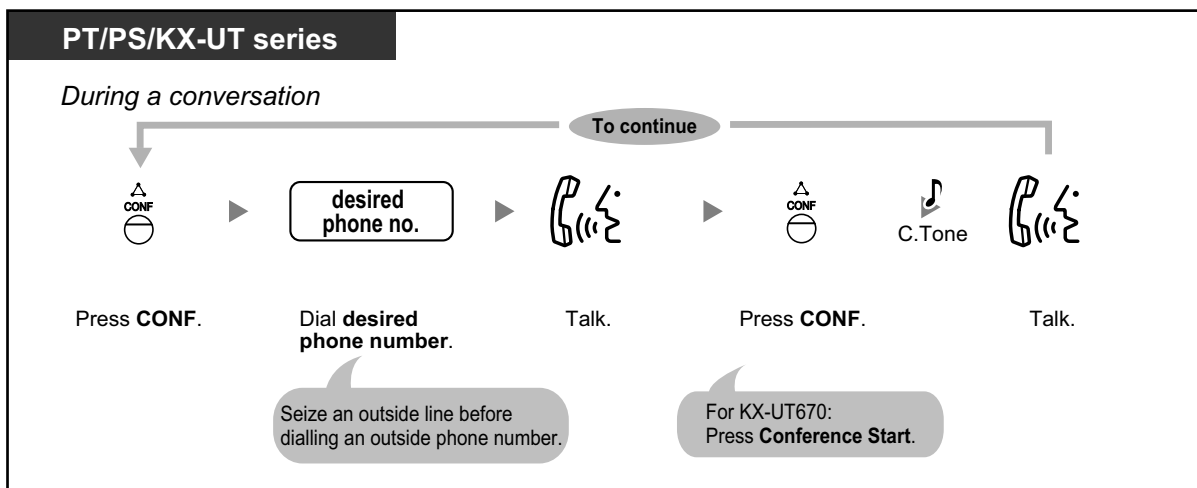 PT/PS/KX-UT series
During a conversation
To continue
CONF
desired
phone no.
CONF
C.Tone
Press CONF.
Dial desired
phone number.
Talk.
Press CONF.
Talk.
Seize an outside line before
dialling an outside phone number.
For KX-UT670:
Press Conference Start.